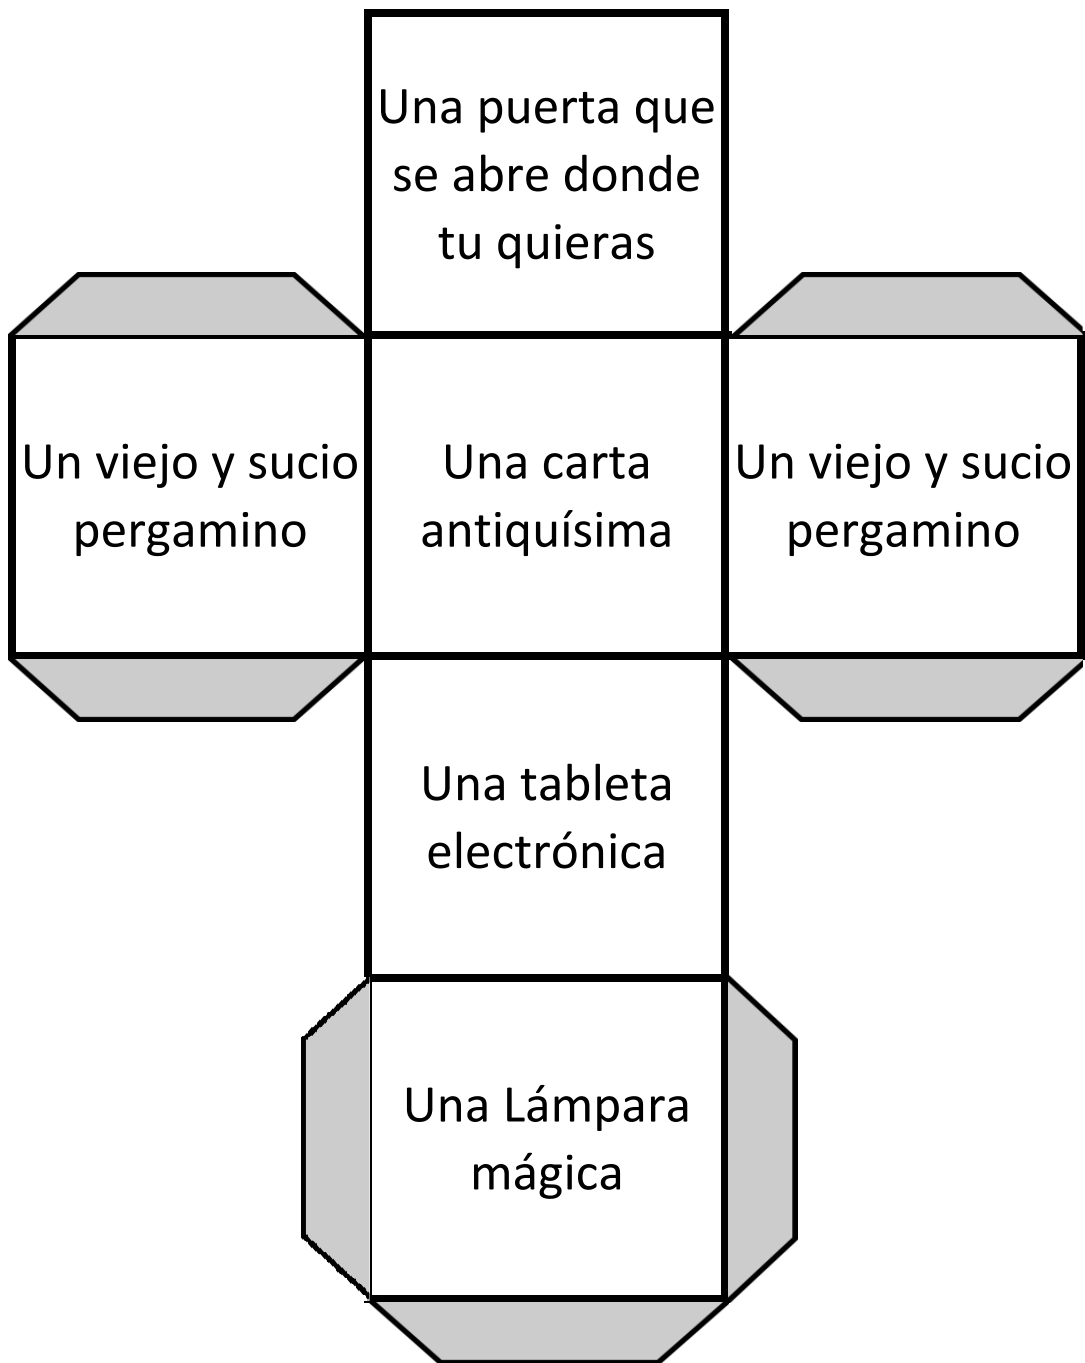 Una puerta que
se abre donde
tu quieras
Un viejo y sucio
pergamino
Una carta
antiquísima
Un viejo y sucio
pergamino
Una tableta
electrónica
Una Lámpara
mágica